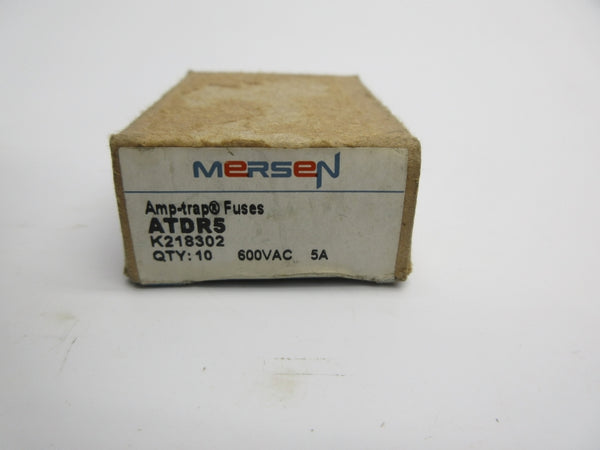 MERSEN
Amp-trap® Fuses
ATDR5
K218302
QTY: 10 600VAC 5A